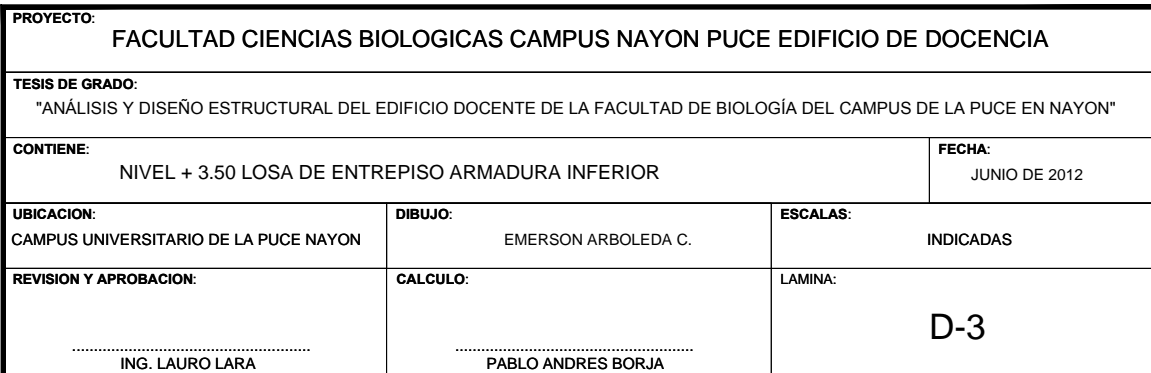 PROYECTO:
FACULTAD CIENCIAS BIOLOGICAS CAMPUS NAYON PUCE EDIFICIO DE DOCENCIA
TESIS DE GRADO:
"ANÁLISIS Y DISEÑO ESTRUCTURAL DEL EDIFICIO DOCENTE DE LA FACULTAD DE BIOLOGÍA DEL CAMPUS DE LA PUCE EN NAYON"
CONTIENE:
NIVEL + 3.50 LOSA DE ENTREPISO ARMADURA INFERIOR
FECHA:
JUNIO DE 2012
UBICACION:
CAMPUS UNIVERSITARIO DE LA PUCE NAYON
DIBUJO:
EMERSON ARBOLEDA C.
ESCALAS:
INDICADAS
REVISION Y APROBACION:
ING. LAURO LARA
CALCULO:
PABLO ANDRES BORJA
LAMINA:
D-3